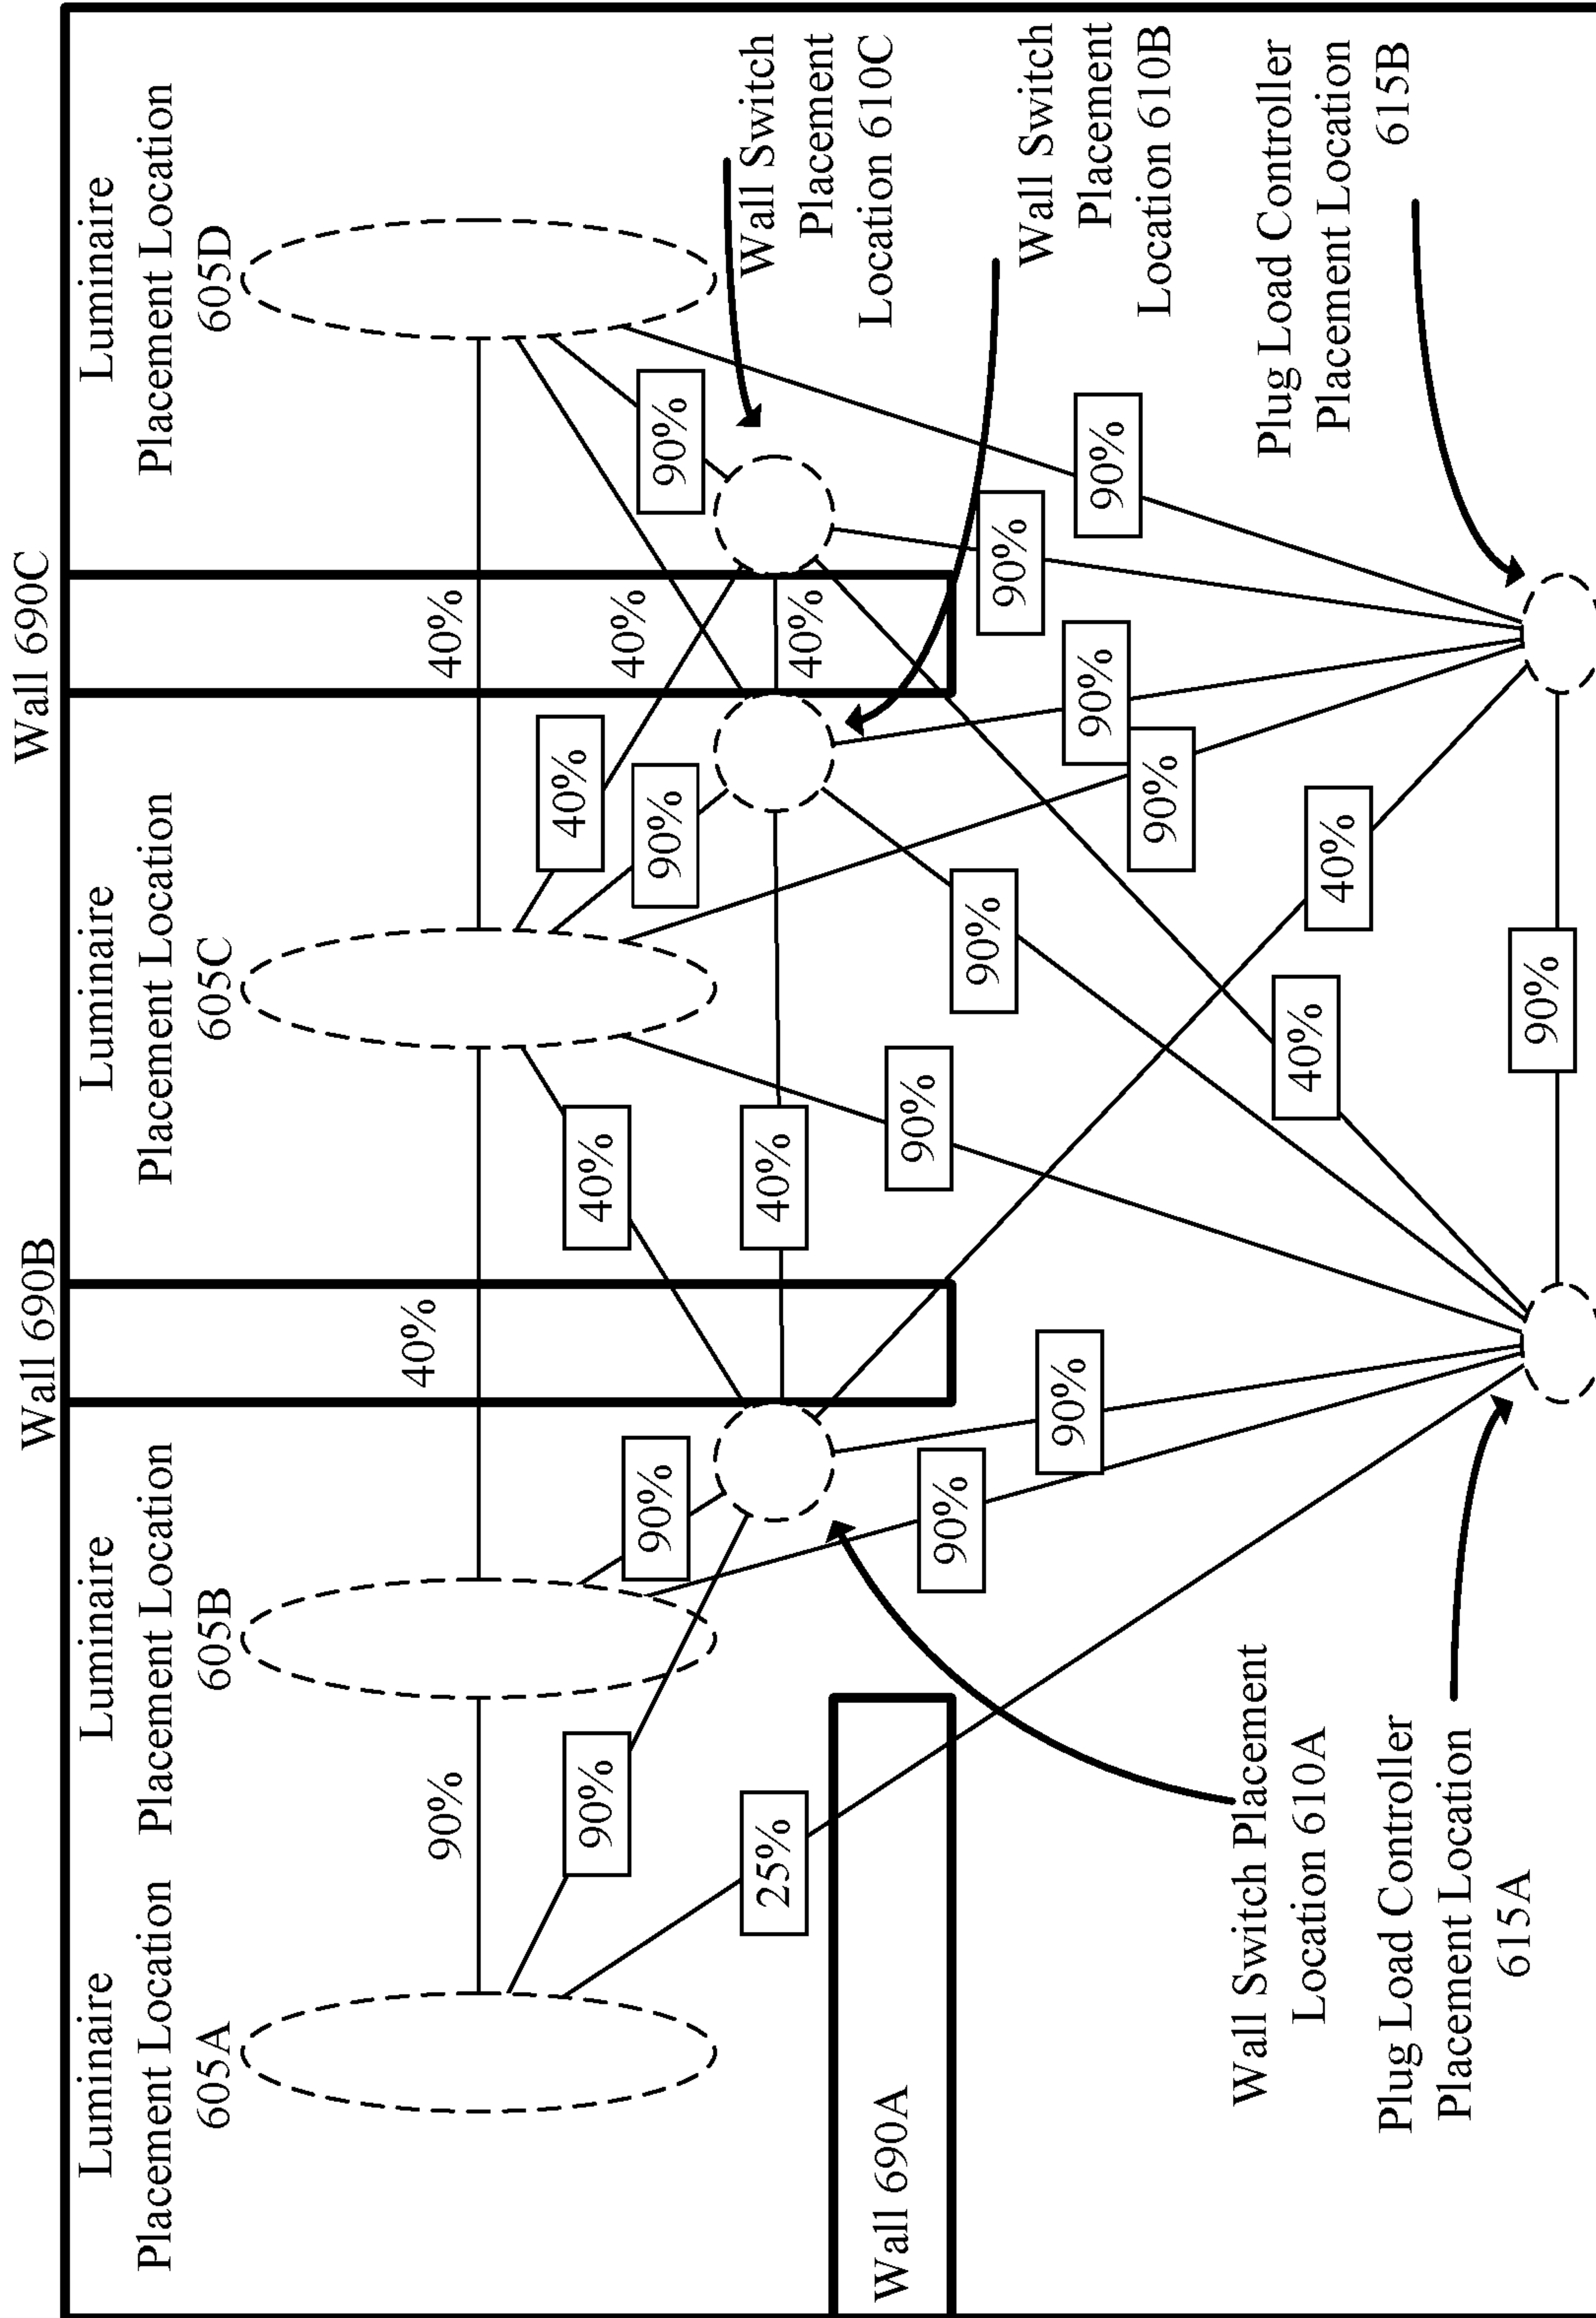 Wall 690B
Wall 690C
Luminaire
Placement Location
605A
Luminaire
Placement Location
605B
Luminaire
Placement Location
605C
Luminaire
Placement Location
605D
90%
40%
40%
90%
90%
40%
40%
90%
40%
90%
25%
40%
40%
Wall Switch
Placement
Location 610C
Wall 690A
90%
90%
90%
90%
Wall Switch
Placement
Location 610B
90%
90%
90%
90%
Wall Switch Placement
Location 610A
40%
40%
Plug Load Controller
Placement Location
615B
Plug Load Controller
Placement Location
615A
90%